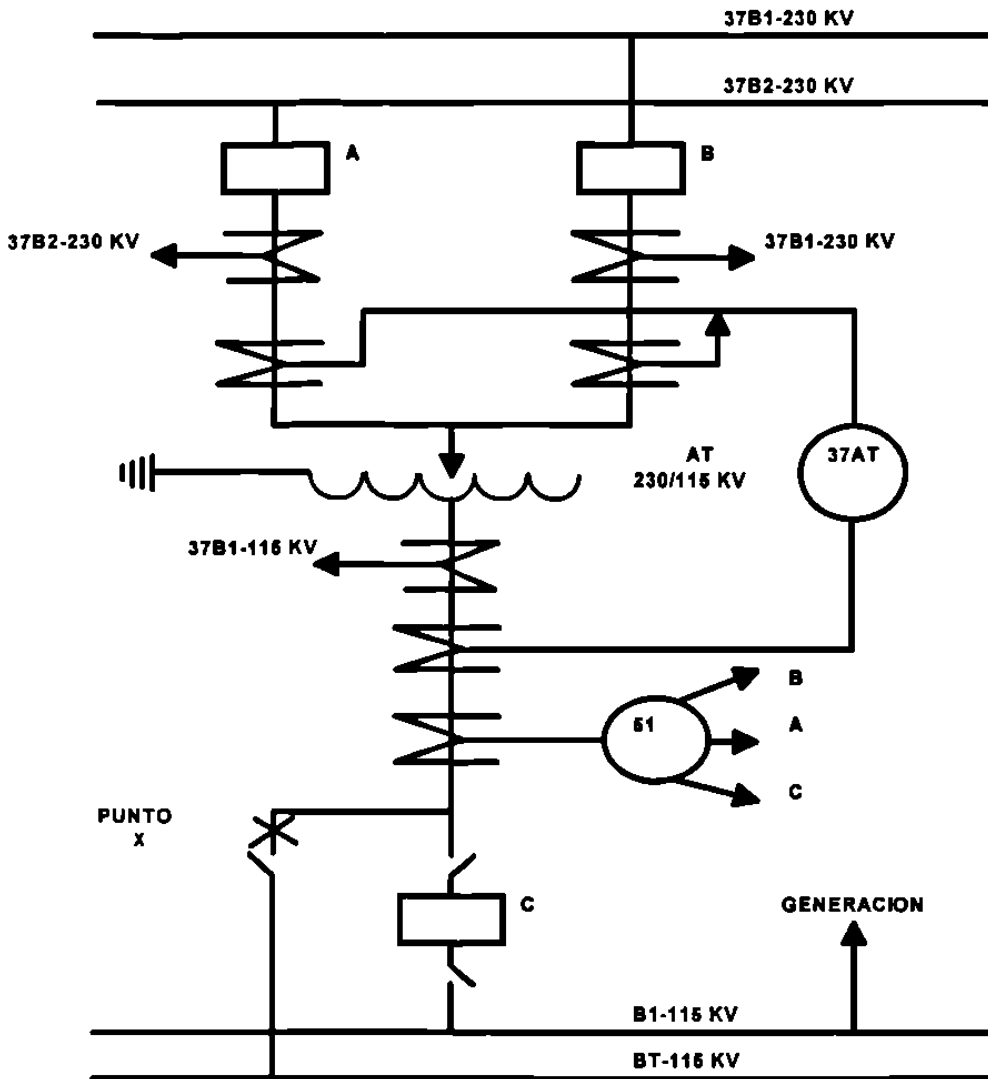 37B1-230 KV
37B2-230 KV
A
B
37B2-230 KV
37B1-230 KV
AT
230/115 KV
37AT
37B1-115 KV
B
51
A
C
PUNTO
X
C
GENERACION
B1-115 KV
BT-115 KV